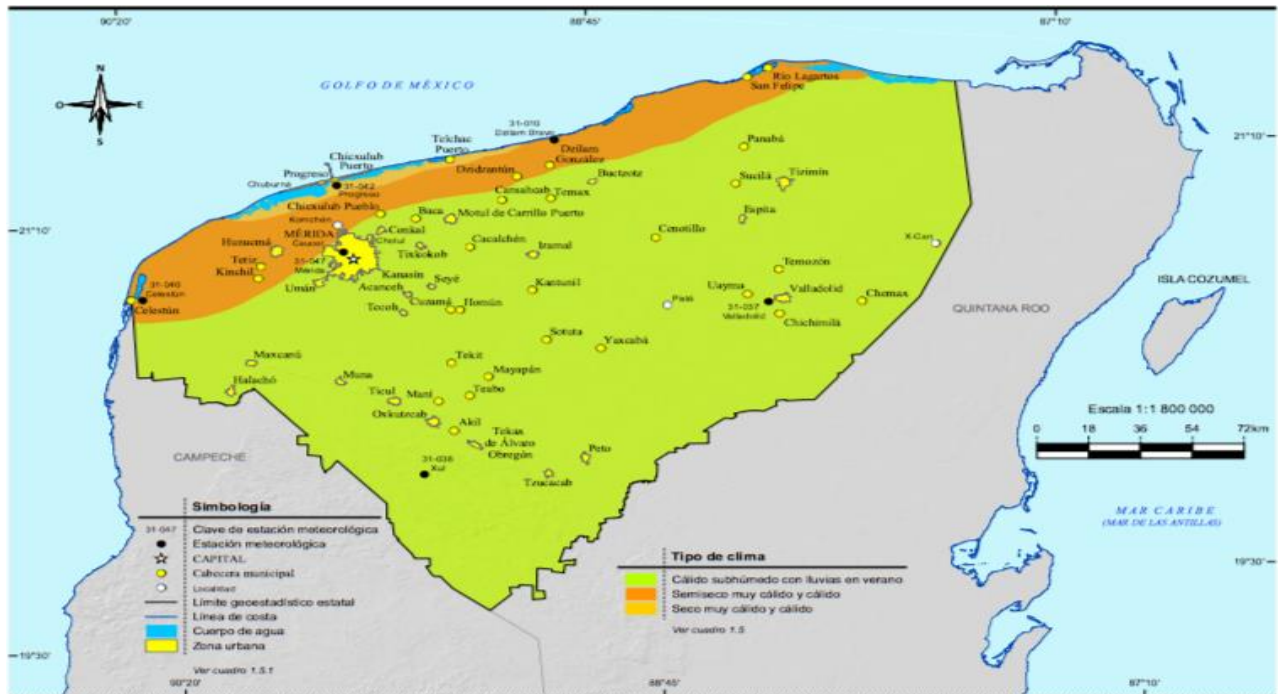 90°20'
88°45'
87°10'
N
O
E
S
GOLFO DE MÉXICO
Río Lagartos
San Felipe
31-010
Dzilam Bravo
21°10'
Telchac
Puerto
Dzilam
González
Panabá
Chicxulub
Puerto
Progreso
Chuburná
31-042
Progreso
Dzidzantún
Buctzotz
Sucilá
Tizimín
Cansahcab
Temax
Chicxulub Pueblo
Komchén
Baca
Motul de Carrillo Puerto
Espita
21°10'
MÉRIDA
Caucel
Conkal
Cholul
Hunucmá
Tixkokob
Cacalchén
Izamal
Cenotillo
X-Can
Tetiz
Kinchil
31-047
Mérida
Kanasín
Temozón
ISLA COZUMEL
31-040
Celestún
Celestún
Umán
Acanceh
Seyé
Kantunil
Uayma
Valladolid
Chemax
Cuzamá
Homún
Tecoh
Pisté
31-037
Valladolid
Chichimilá
QUINTANA ROO
Sotuta
Yaxcabá
Maxcanú
Tekit
Halachó
Muna
Mayapán
Ticul
Maní
Teabo
Oxkutzcab
Akil
Escala 1:1 800 000
0 18 36 54 72km
Tekax
de Álvaro
Obregón
Peto
CAMPECHE
31-036
Xul
Tzucacab
MAR CARIBE
(MAR DE LAS ANTILLAS)
Simbología
31-047 Clave de estación meteorológica
Estación meteorológica
CAPITAL
Cabecera municipal
Localidad
Límite geoestadístico estatal
Línea de costa
Cuerpo de agua
Zona urbana
Ver cuadro 1.5.1
Tipo de clima
Cálido subhúmedo con lluvias en verano
Semiseco muy cálido y cálido
Seco muy cálido y cálido
Ver cuadro 1.5
19°30'
19°30'
90°20'
88°45'
87°10'